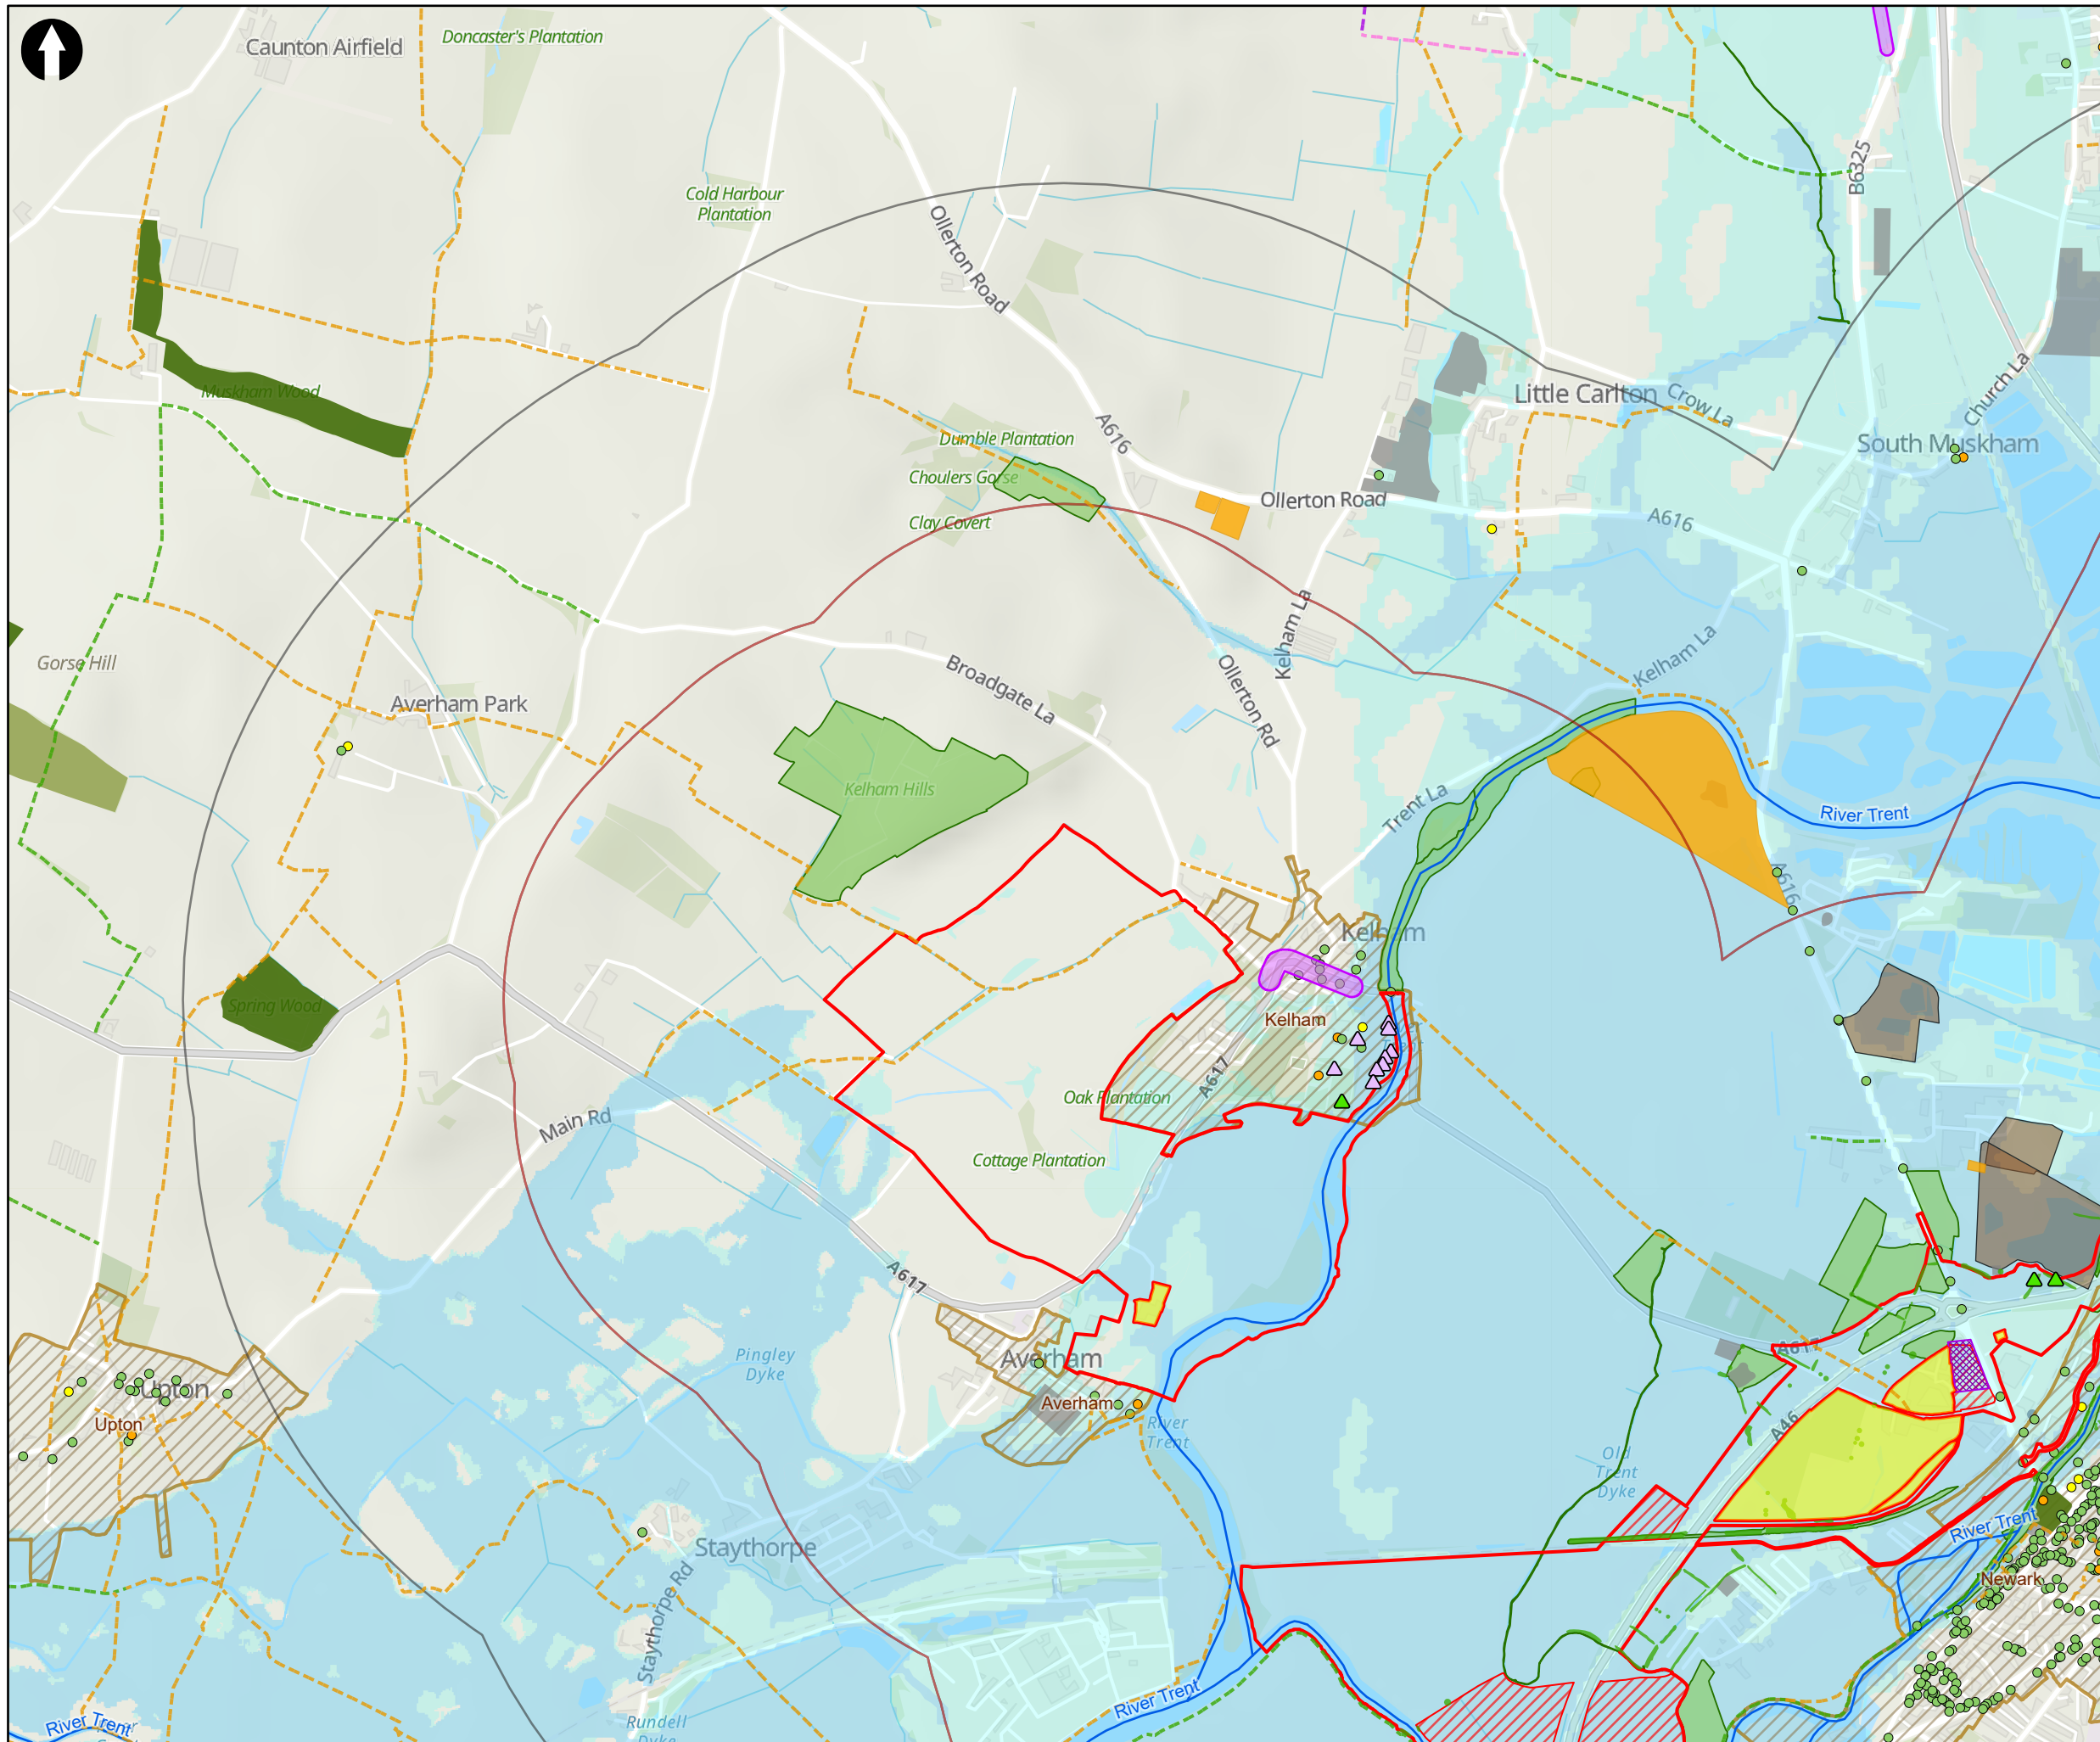 Caunton Airfield
Doncaster's Plantation
Cold Harbour
Plantation
B6325
Ollerton Road
Church La
Muskham Wood
Little Carlton
Crow La
A616
Dumble Plantation
South Muskham
Choulers Gorse
Ollerton Road
Clay Covert
A616
Kelham La
Gorse Hill
Broadgate La
Ollerton Rd
Kelham La
Averham Park
Kelham Hills
Trent La
River Trent
A616
Kelham
Spring Wood
Kelham
A617
Oak Plantation
Main Rd
Cottage Plantation
A617
Pingley
Dyke
Averham
A617
Upton
Averham
Upton
River
Trent
A46
Old
Trent
Dyke
Staythorpe
River Trent
Newark
Staythorpe Rd
River Trent
River Trent
Rundell
Dyke